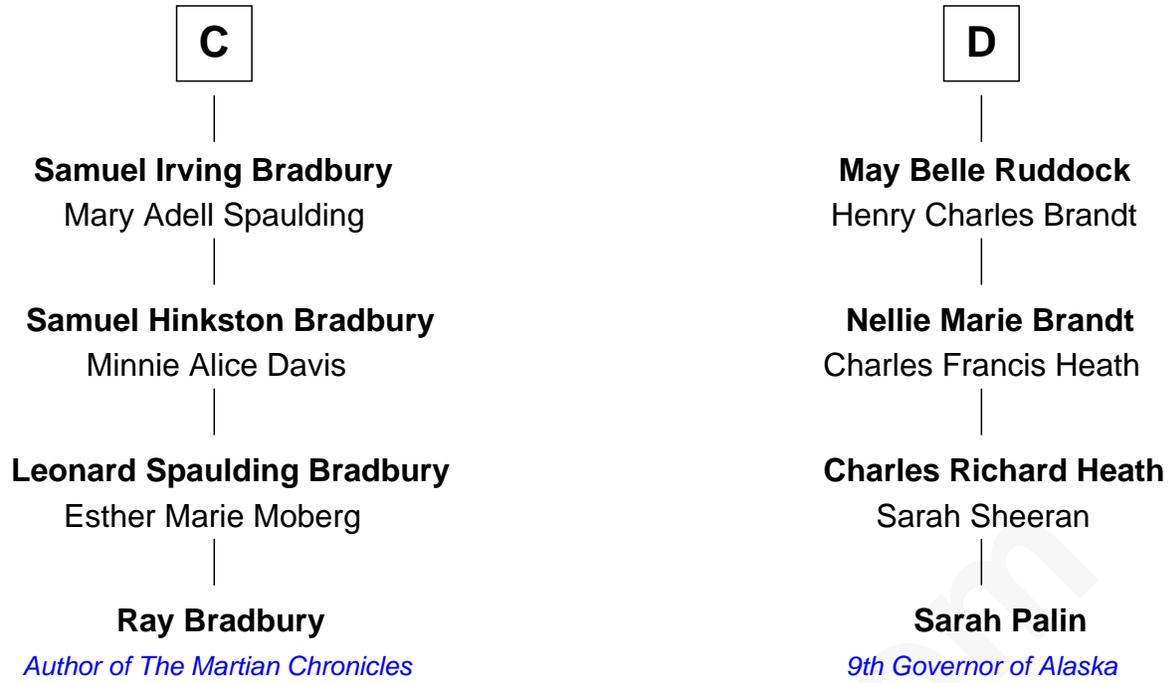 C
Samuel Irving Bradbury
Mary Adell Spaulding
Samuel Hinkston Bradbury
Minnie Alice Davis
Leonard Spaulding Bradbury
Esther Marie Moberg
Ray Bradbury
Author of The Martian Chronicles
D
May Belle Ruddock
Henry Charles Brandt
Nellie Marie Brandt
Charles Francis Heath
Charles Richard Heath
Sarah Sheeran
Sarah Palin
9th Governor of Alaska